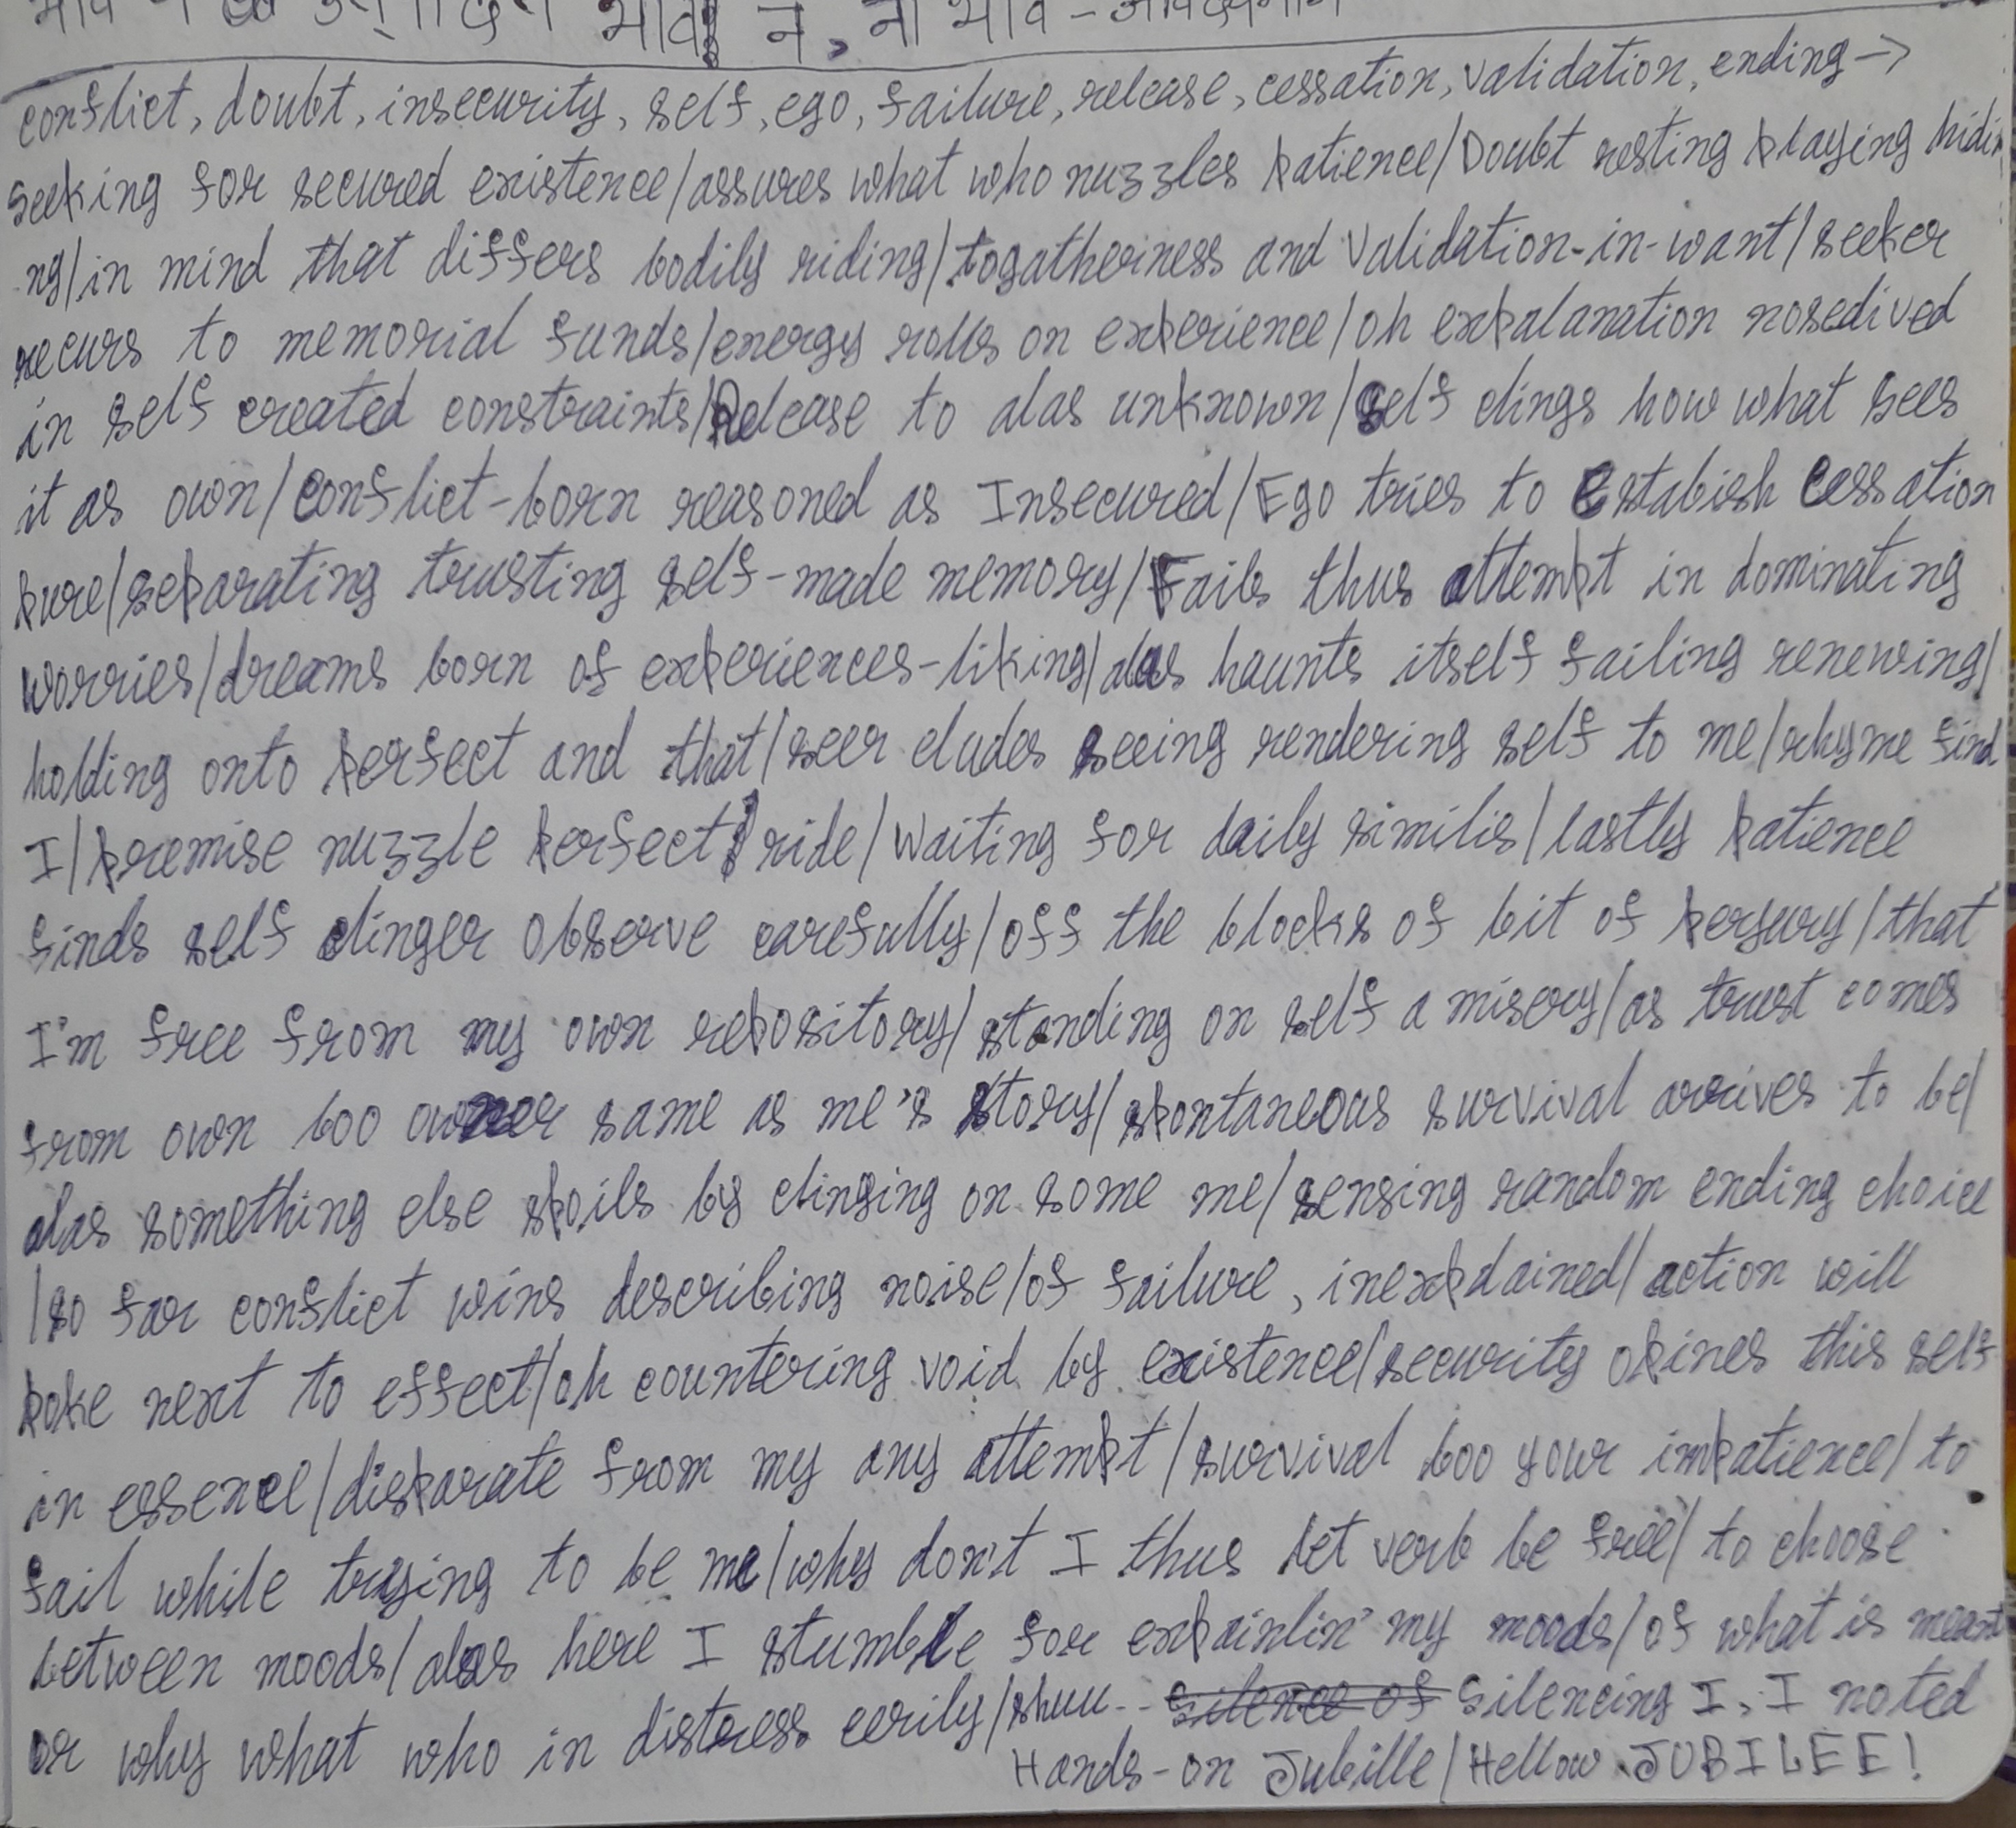 conflict, doubt, insecurity, self, ego, failure, release, cessation, validation, ending →
seeking for secured existence/assures what who nuzzles patience/Doubt resting playing hidi
ng/in mind that differs bodily riding/togatheriness and validation-in-want/seeker
recurs to memorial funds/energy rolls on experience/oh expalanation nosedived
in self created constraints/Release to alas unknown/self clings how what sees
it as own/conflict-born reasoned as Insecured/Ego tries to Estabish cessation
pure/separating trusting self-made memory/Fails thus attempt in dominating
worries/dreams born of experiences-liking/alas haunts itself failing renewing/
holding onto perfect and that/seer eludes seeing rendering self to me/rhyme find
I/premise nuzzle perfect/ride/waiting for daily similis/lastly patience
finds self clinger observe carefully/off the blocks of bit of perjury/that
I'm free from my own repository/standing on self a misery/as trust comes
from own boo owner same as me's story/spontaneous survival arrives to be/
alas something else spoils by clinging on some me/sensing random ending choice
/so far conflict wins describing noise/of failure, inexplained/action will
poke next to effect/oh countering void by existence/security opines this self
in essence/disparate from my any attempt/survival boo your impatience/to
fail while trying to be me/why don't I thus let verb be free/to choose
between moods/alas here I stumble for expainlin' my moods/of what is meant
or why what who in distress eerily/shuu.. silence of silencing I, I noted
Hands-on Jubille/Hellow JUBILEE!